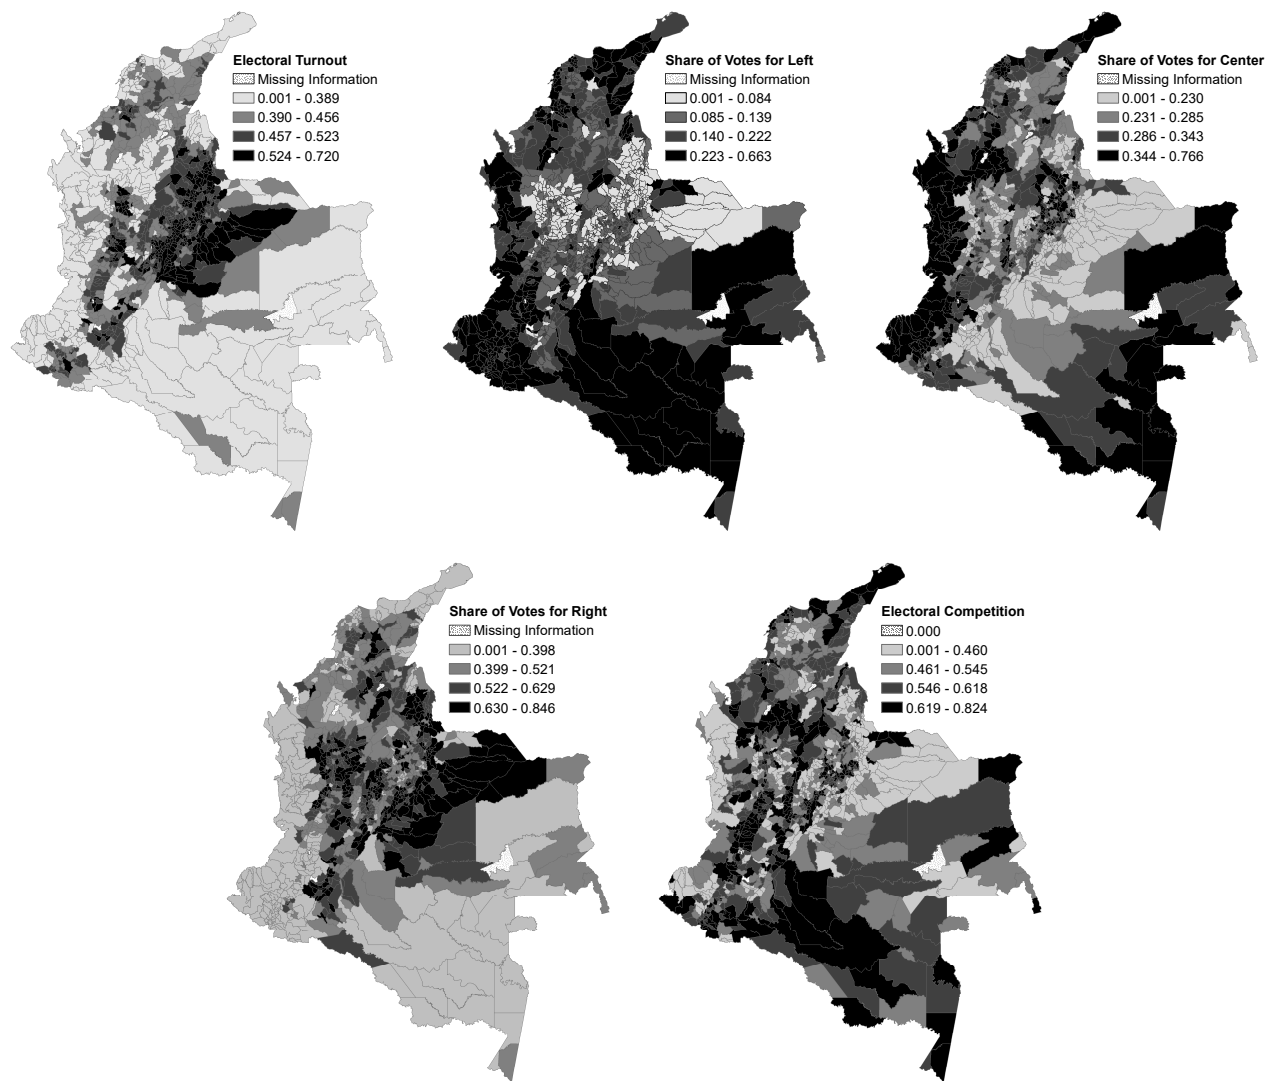 Electoral Turnout
Missing Information
0.001 - 0.389
0.390 - 0.456
0.457 - 0.523
0.524 - 0.720
Share of Votes for Left
Missing Information
0.001 - 0.084
0.085 - 0.139
0.140 - 0.222
0.223 - 0.663
Share of Votes for Center
Missing Information
0.001 - 0.230
0.231 - 0.285
0.286 - 0.343
0.344 - 0.766
Share of Votes for Right
Missing Information
0.001 - 0.398
0.399 - 0.521
0.522 - 0.629
0.630 - 0.846
Electoral Competition
0.000
0.001 - 0.460
0.461 - 0.545
0.546 - 0.618
0.619 - 0.824